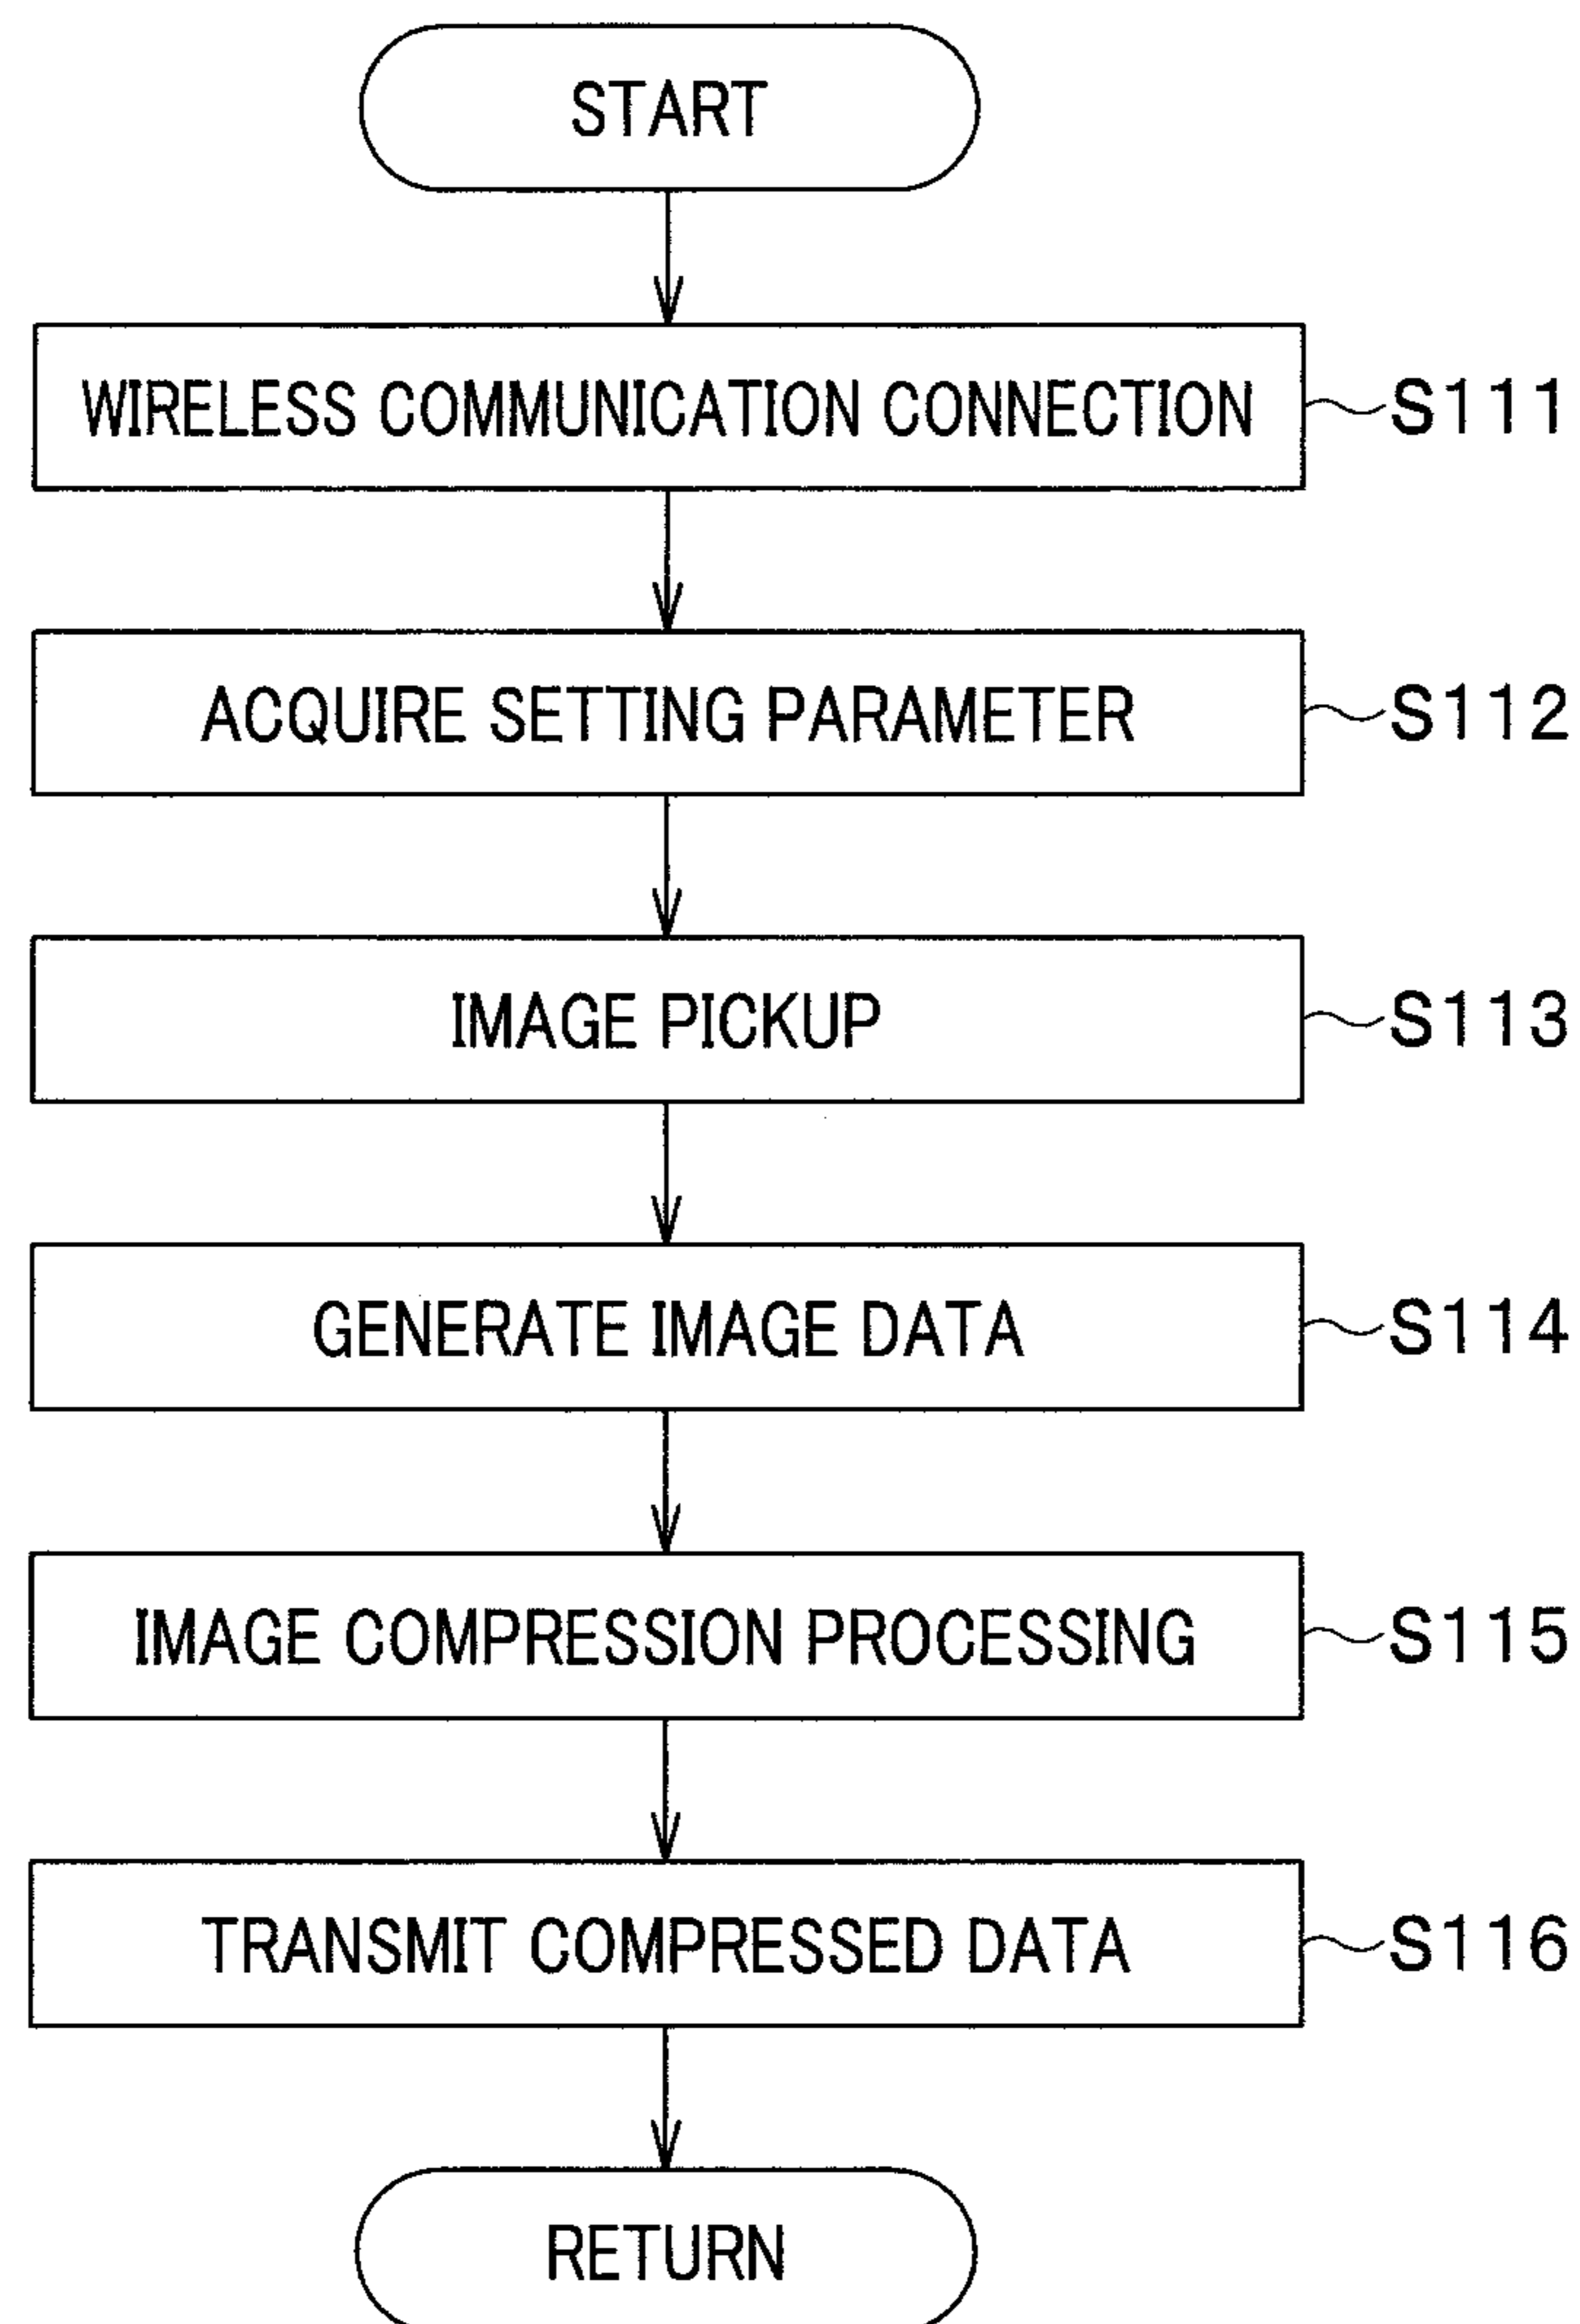 START
WIRELESS COMMUNICATION CONNECTION S111
ACQUIRE SETTING PARAMETER S112
IMAGE PICKUP S113
GENERATE IMAGE DATA S114
IMAGE COMPRESSION PROCESSING S115
TRANSMIT COMPRESSED DATA S116
RETURN